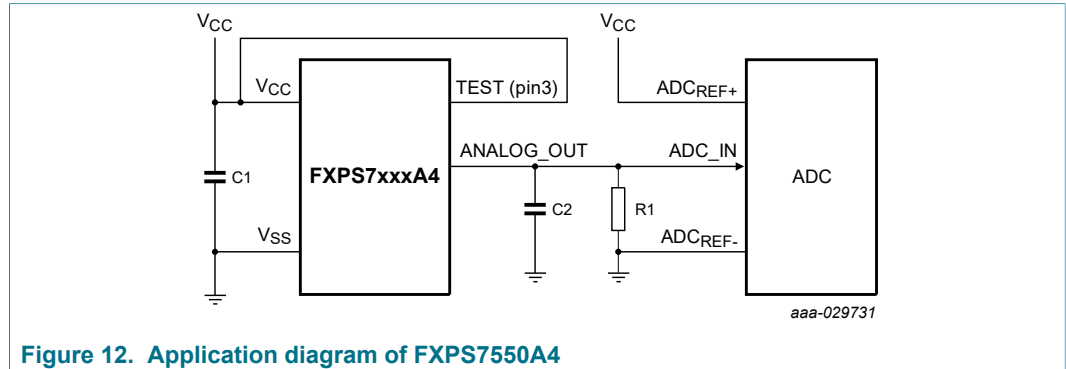 VCC
VCC
VCC
TEST (pin3)
ADCREF+
ANALOG_OUT
ADC_IN
FXPS7xxxA4
ADC
C1
C2
R1
VSS
ADCREF-
aaa-029731
Figure 12. Application diagram of FXPS7550A4